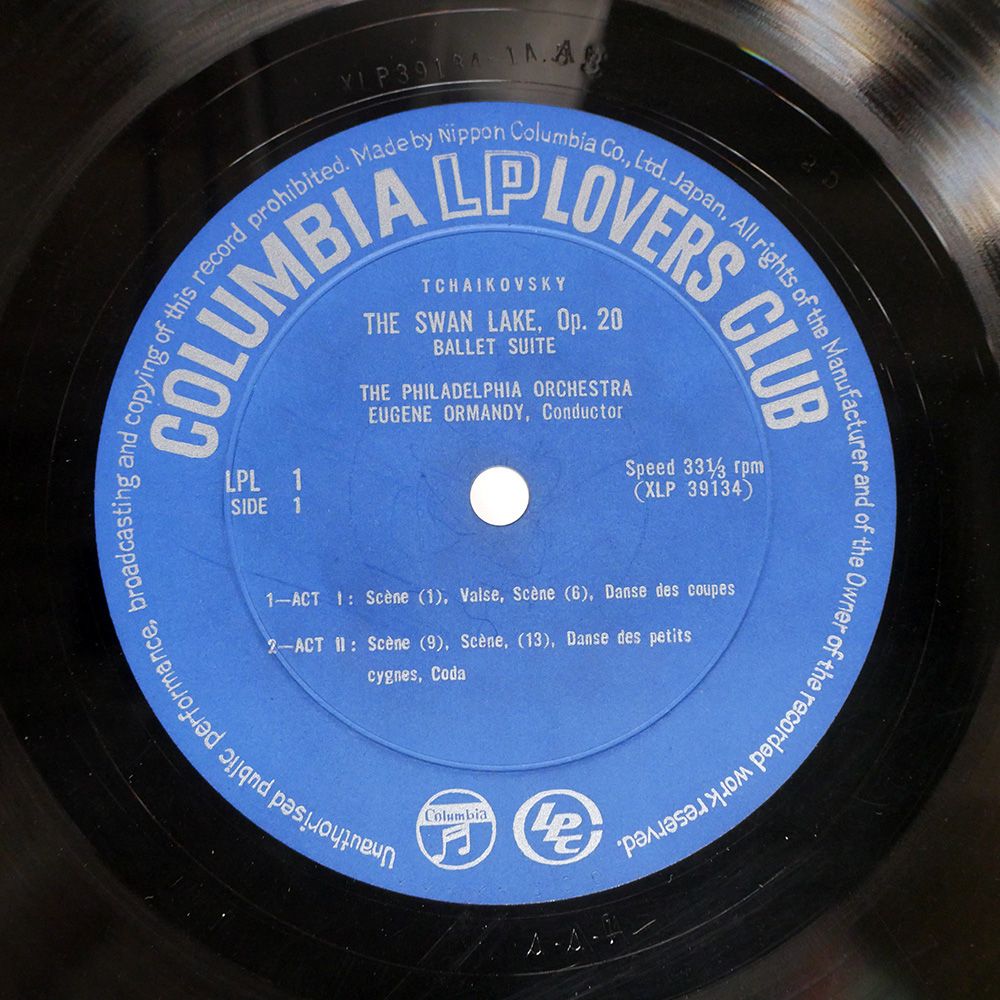 XLP39134-1A
Unauthorised public performance, broadcasting and copying of this record prohibited. Made by Nippon Columbia Co., Ltd. Japan, All rights of the Manufacturer and of the Owner of the recorded work reserved.
COLUMBIA LP LOVERS CLUB
TCHAIKOVSKY
THE SWAN LAKE, Op. 20
BALLET SUITE
THE PHILADELPHIA ORCHESTRA
EUGENE ORMANDY, Conductor
LPL 1
SIDE 1
Speed 33⅓ rpm
(XLP 39134)
1—ACT I: Scène (1), Valse, Scène (6), Danse des coupes
2—ACT II: Scène (9), Scène, (13), Danse des petits
cygnes, Coda
Columbia
LPC